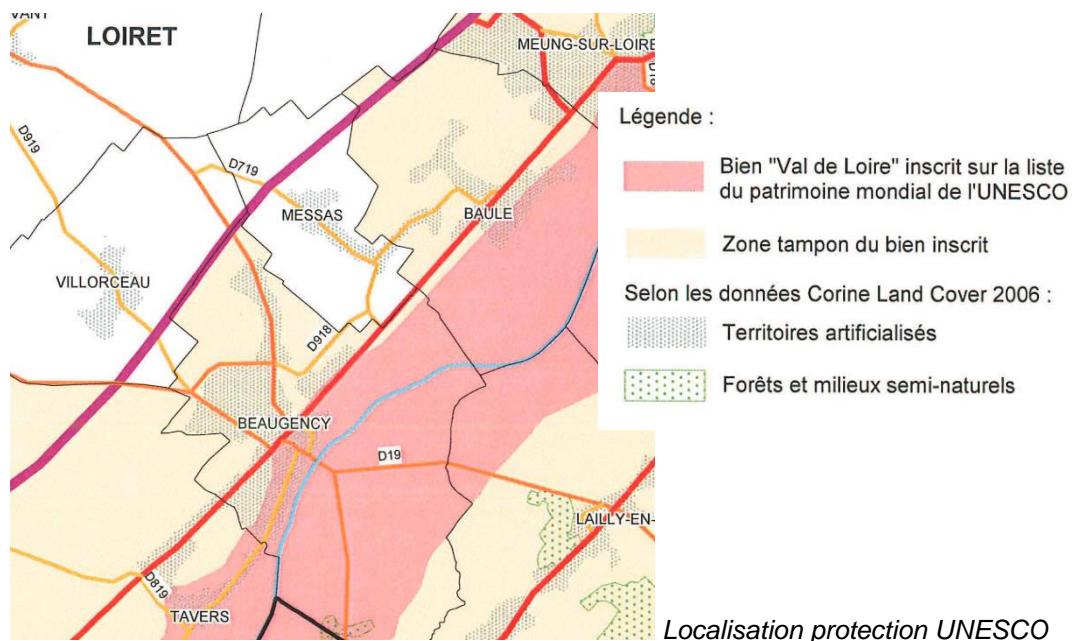 VANT
LOIRET
MEUNG-SUR-LOIRE
D18
D919
D719
MESSAS
BAULE
VILLORCEAU
D918
BEAUGENCY
D19
LAILLY-EN-
D819
TAVERS
Légende :
Bien "Val de Loire" inscrit sur la liste
du patrimoine mondial de l'UNESCO
Zone tampon du bien inscrit
Selon les données Corine Land Cover 2006 :
Territoires artificialisés
Forêts et milieux semi-naturels
Localisation protection UNESCO